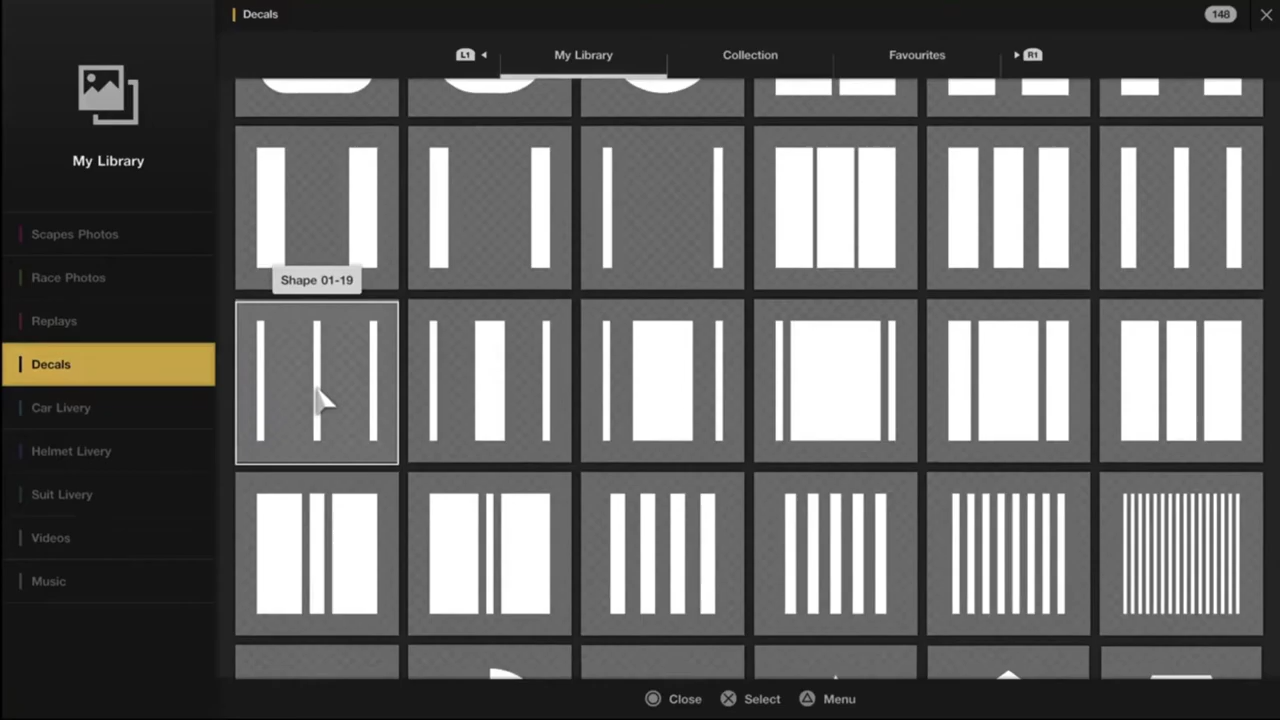 Decals
148
L1
My Library
Collection
Favourites
R1
My Library
Scapes Photos
Race Photos
Replays
Decals
Car Livery
Helmet Livery
Suit Livery
Videos
Music
Shape 01-19
Close
Select
Menu